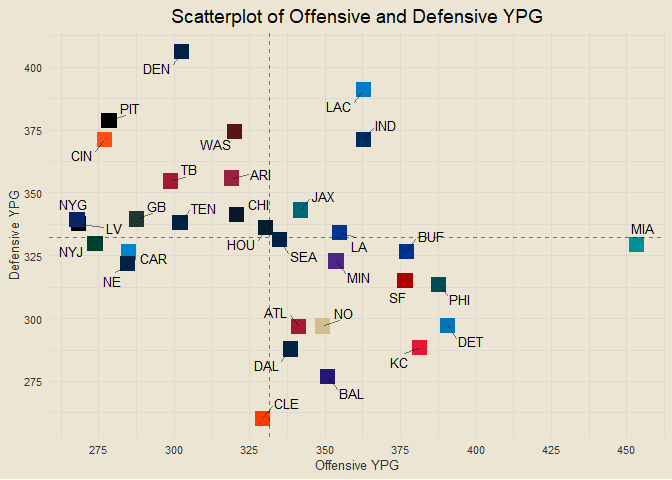 Scatterplot of Offensive and Defensive YPG
Defensive YPG
400
375
350
325
300
275
DEN
LAC
PIT
IND
WAS
CIN
TB
ARI
NYG
GB
TEN
CHI
JAX
LV
HOU
MIA
BUF
NYJ
CAR
SEA
LA
NE
MIN
SF
PHI
ATL
NO
DET
DAL
KC
BAL
CLE
275 300 325 350 375 400 425 450
Offensive YPG